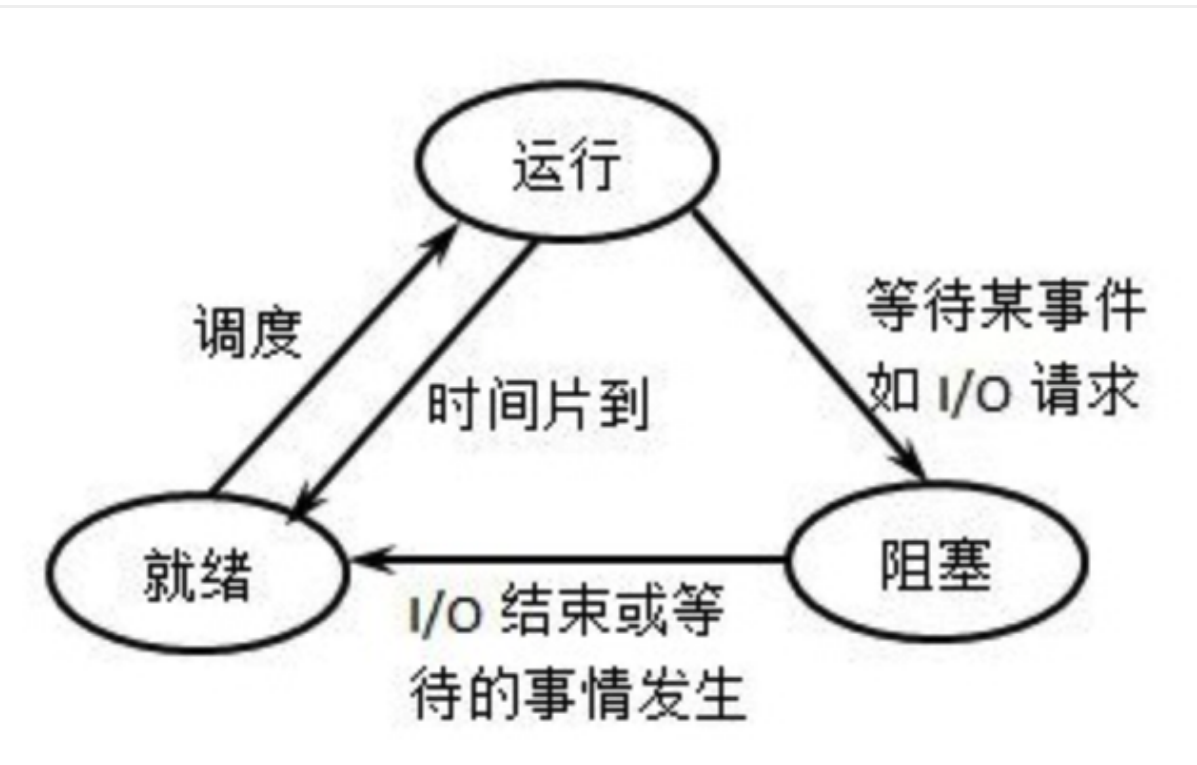 运行
调度
等待某事件
如 I/O 请求
时间片到
就绪
阻塞
I/O 结束或等
待的事情发生